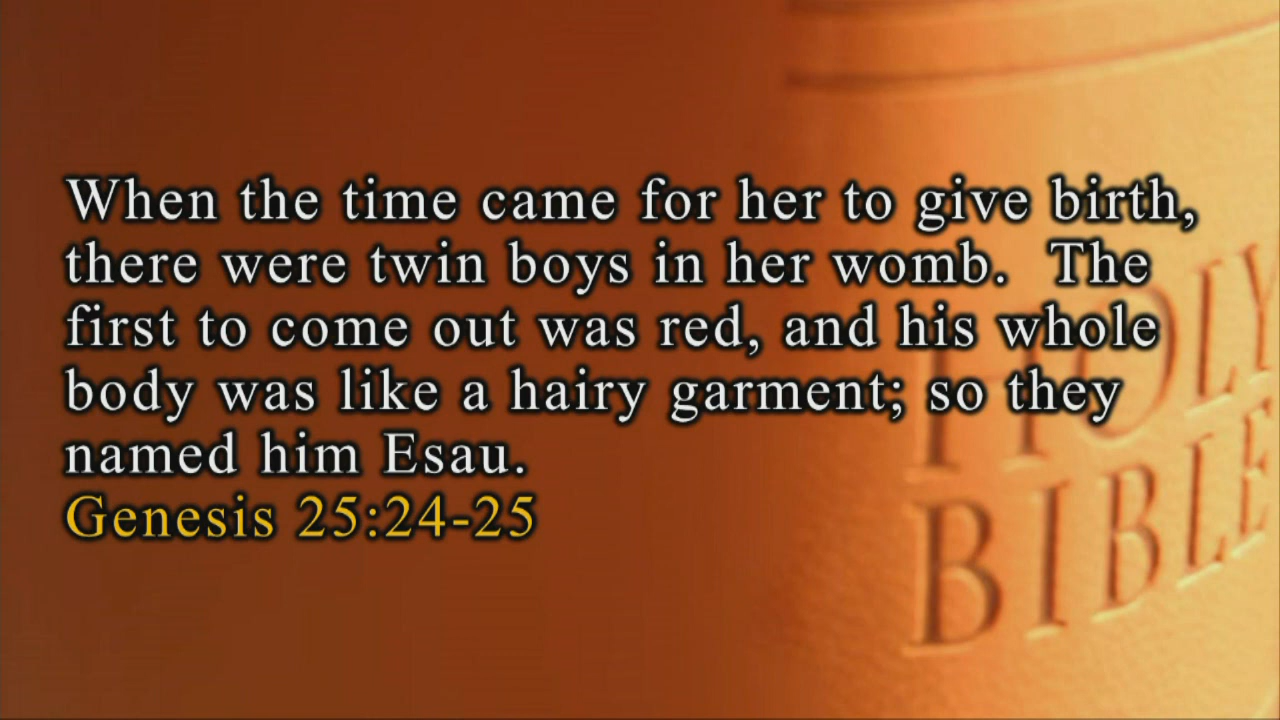 When the time came for her to give birth,
there were twin boys in her womb.  The
first to come out was red, and his whole
body was like a hairy garment; so they
named him Esau.
Genesis 25:24-25
HOLY
BIBLE